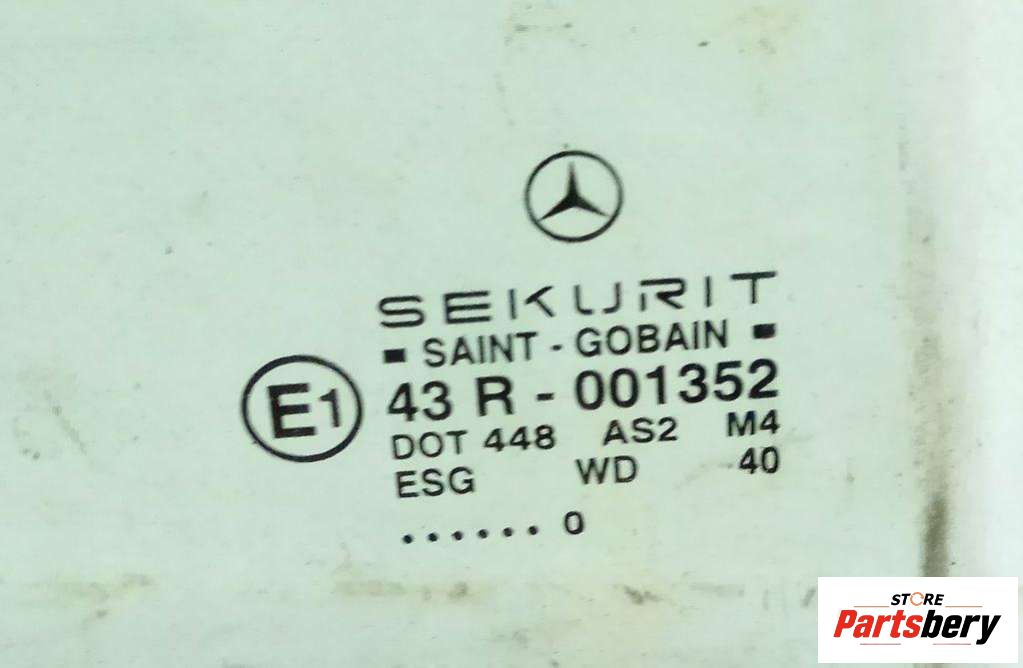 SEKURIT
SAINT - GOBAIN
E1
43 R - 001352
DOT 448 AS2 M4
ESG WD 40
...... 0
STORE
Partsbery